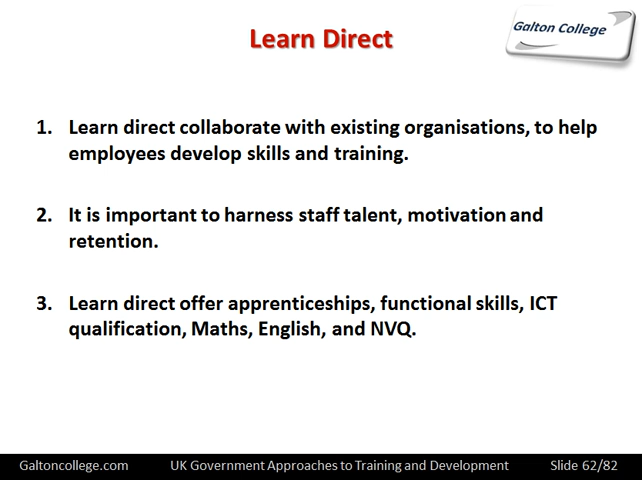 Learn Direct
Galton College
1. Learn direct collaborate with existing organisations, to help
employees develop skills and training.
2. It is important to harness staff talent, motivation and
retention.
3. Learn direct offer apprenticeships, functional skills, ICT
qualification, Maths, English, and NVQ.
Galtoncollege.com UK Government Approaches to Training and Development Slide 62/82